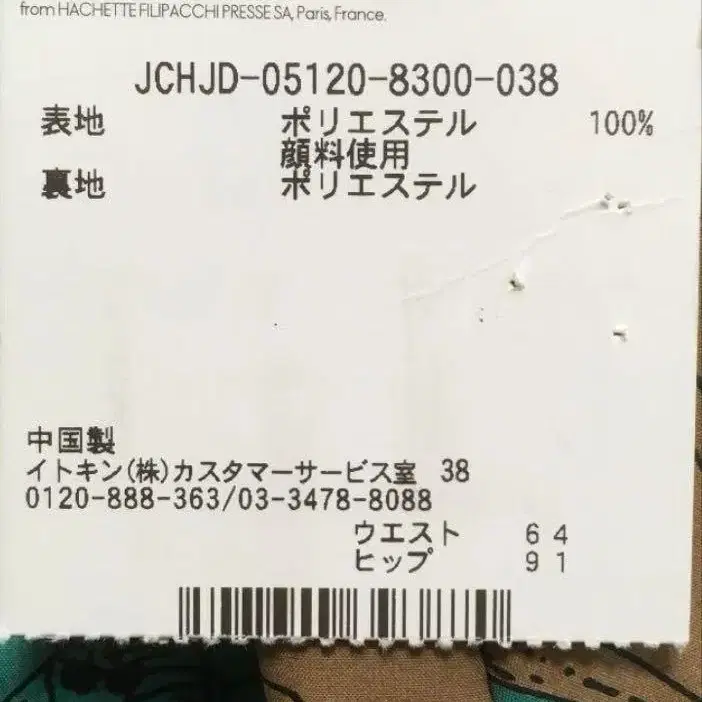 from HACHETTE FILIPACCHI PRESSE SA, Paris, France.
JCHJD-05120-8300-038
表地 ポリエステル 100%
顔料使用
裏地 ポリエステル
中国製
イトキン(株)カスタマーサービス室 38
0120-888-363/03-3478-8088
ウエスト 64
ヒップ 91